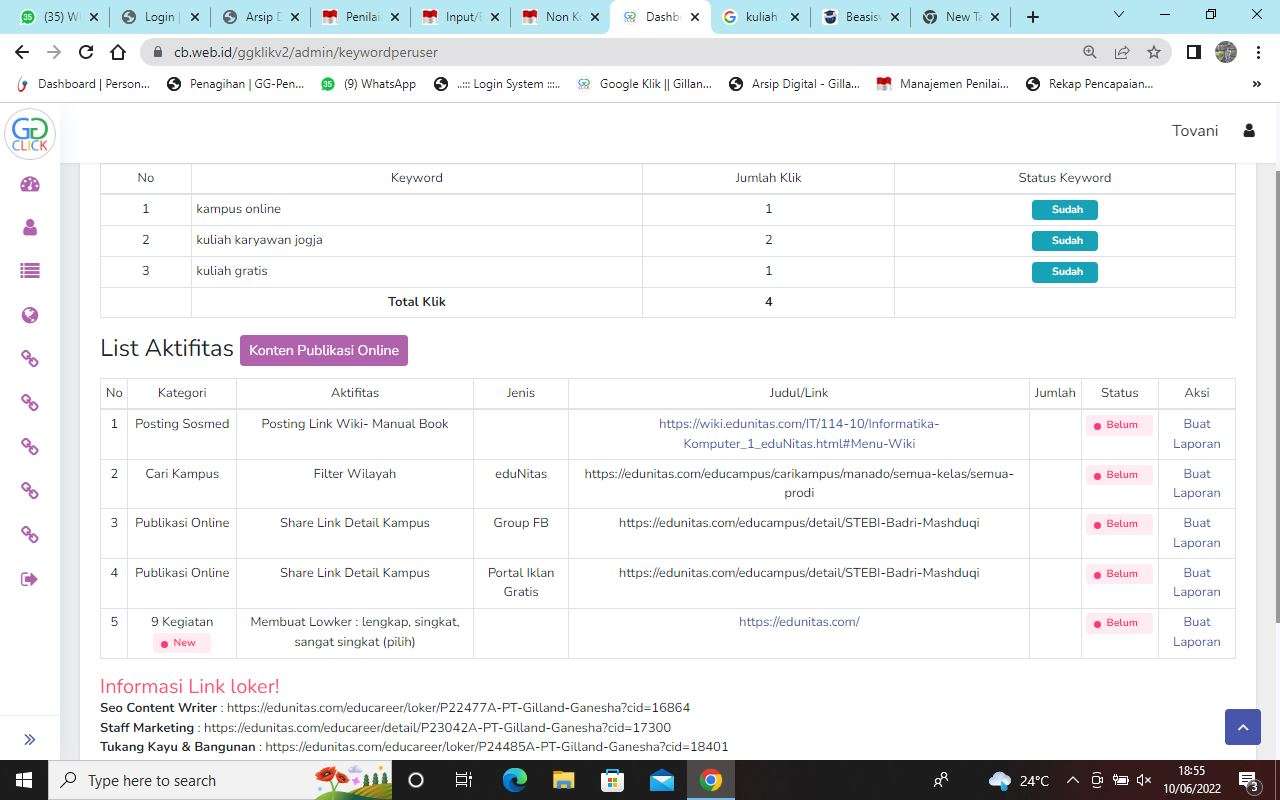 (35) W
Login
Arsip D
Penilai
Input/E
Non K
Dashb
kuliah
Beasisw
New Ta
cb.web.id/ggklikv2/admin/keywordperuser
Dashboard | Person...
Penagihan | GG-Pen...
(9) WhatsApp
..:::: Login System :::..
Google Klik || Gillan...
Arsip Digital - Gilla...
Manajemen Penilai...
Rekap Pencapaian...
GG
CLICK
Tovani
No Keyword Jumlah Klik Status Keyword
1 kampus online 1 Sudah
2 kuliah karyawan jogja 2 Sudah
3 kuliah gratis 1 Sudah
Total Klik 4
List Aktifitas Konten Publikasi Online
No Kategori Aktifitas Jenis Judul/Link Jumlah Status Aksi
1 Posting Sosmed Posting Link Wiki- Manual Book https://wiki.edunitas.com/IT/114-10/Informatika- Belum Buat
Komputer_1_eduNitas.html#Menu-Wiki Laporan
2 Cari Kampus Filter Wilayah eduNitas https://edunitas.com/educampus/carikampus/manado/semua-kelas/semua- Belum Buat
prodi Laporan
3 Publikasi Online Share Link Detail Kampus Group FB https://edunitas.com/educampus/detail/STEBI-Badri-Mashduqi Belum Buat
Laporan
4 Publikasi Online Share Link Detail Kampus Portal Iklan https://edunitas.com/educampus/detail/STEBI-Badri-Mashduqi Belum Buat
Gratis Laporan
5 9 Kegiatan Membuat Lowker : lengkap, singkat, https://edunitas.com/ Belum Buat
New sangat singkat (pilih) Laporan
Informasi Link loker!
Seo Content Writer : https://edunitas.com/educareer/loker/P22477A-PT-Gilland-Ganesha?cid=16864
Staff Marketing : https://edunitas.com/educareer/detail/P23042A-PT-Gilland-Ganesha?cid=17300
Tukang Kayu & Bangunan : https://edunitas.com/educareer/loker/P24485A-PT-Gilland-Ganesha?cid=18401
Type here to search
24°C
18:55
10/06/2022
3